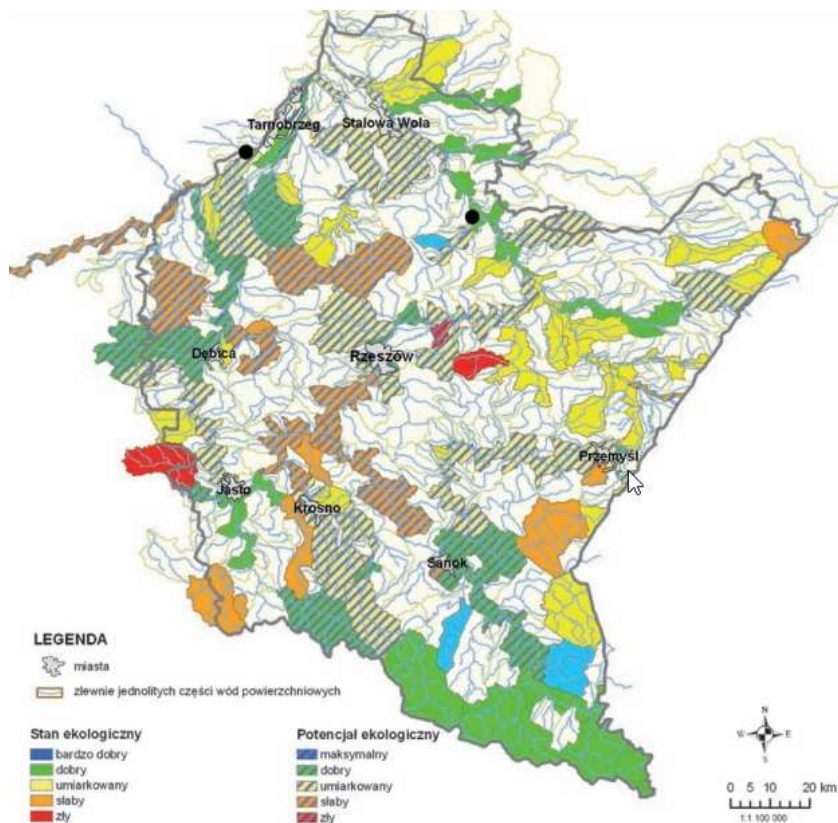 Tarnobrzeg
Stalowa Wola
Dębica
Rzeszów
Przemyśl
Jasło
Krosno
Sanok
LEGENDA
miasta
zlewnie jednolitych części wód powierzchniowych
Stan ekologiczny
bardzo dobry
dobry
umiarkowany
słaby
zły
Potencjał ekologiczny
maksymalny
dobry
umiarkowany
słaby
zły
N
W
E
S
0 5 10 20 km
1:1 100 000